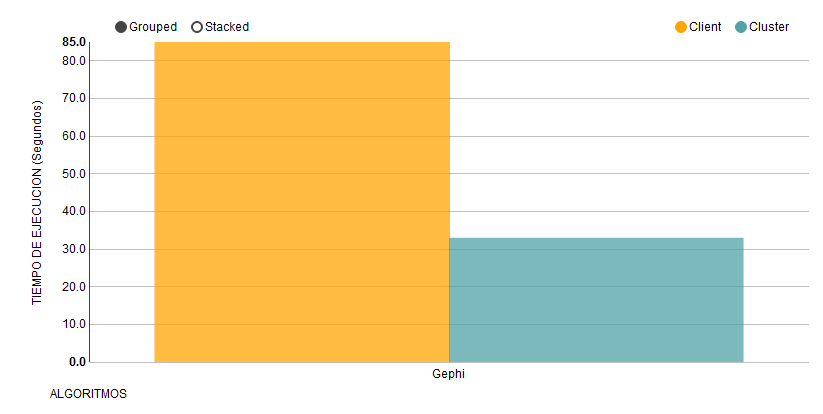 Grouped Stacked Client Cluster
85.0
80.0
70.0
60.0
50.0
40.0
30.0
20.0
10.0
0.0
TIEMPO DE EJECUCION (Segundos)
Gephi
ALGORITMOS